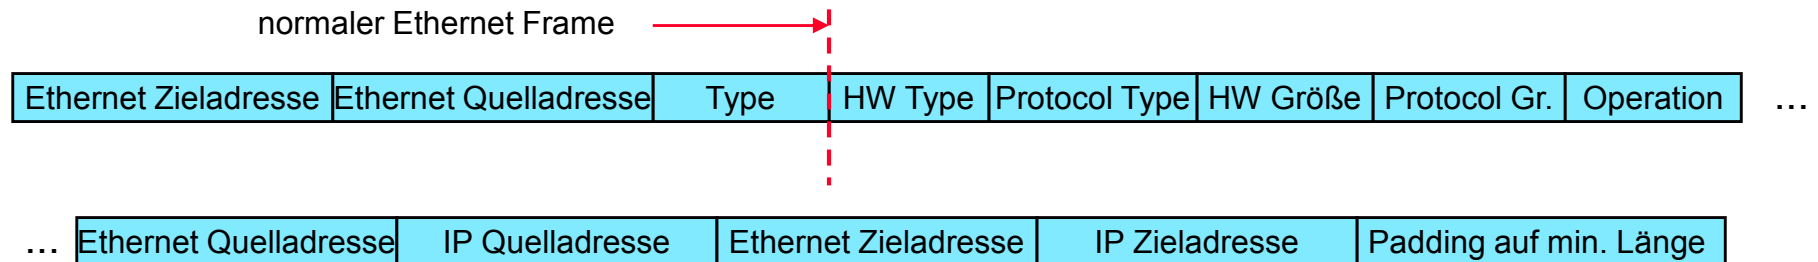 normaler Ethernet Frame
Ethernet Zieladresse Ethernet Quelladresse Type HW Type Protocol Type HW Größe Protocol Gr. Operation ...
... Ethernet Quelladresse IP Quelladresse Ethernet Zieladresse IP Zieladresse Padding auf min. Länge